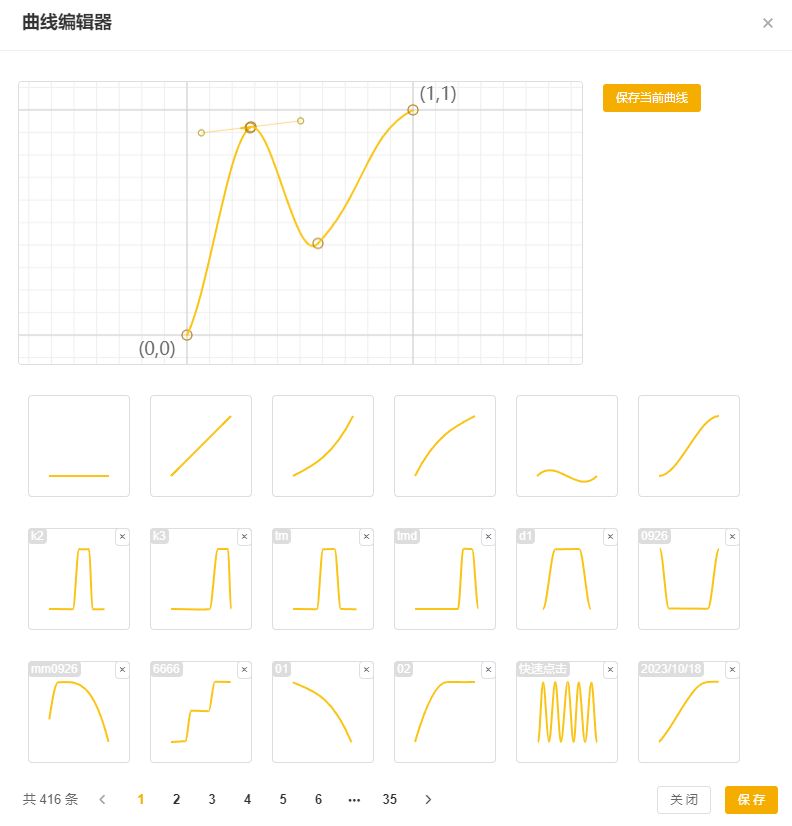 曲线编辑器
(1,1)
保存当前曲线
(0,0)
k2
k3
tm
tmd
d1
0926
mm0926
6666
01
02
快速点击
2023/10/18
共 416 条 1 2 3 4 5 6 ••• 35
关 闭
保 存